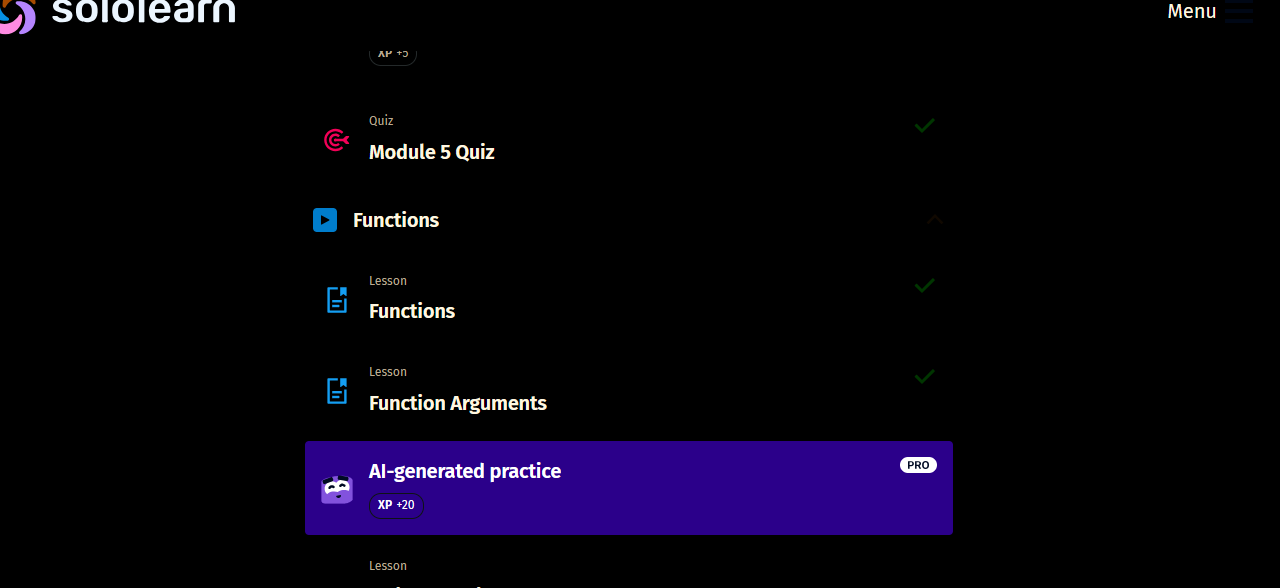 sololearn
Menu
XP +5
Quiz
Module 5 Quiz
Functions
Lesson
Functions
Lesson
Function Arguments
AI-generated practice
PRO
XP +20
Lesson